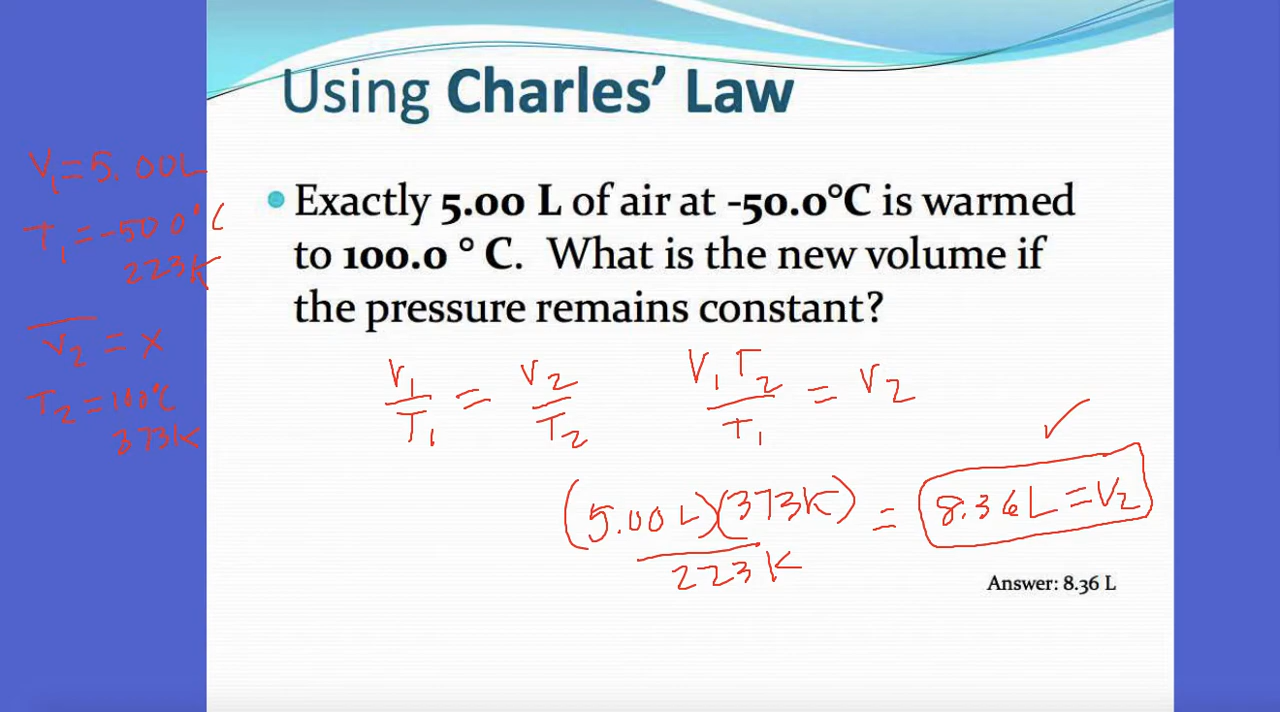 Using Charles' Law
V₁ = 5.00L
T₁ = -50.0°C
223K
V₂ = x
T₂ = 100°C
373K
• Exactly 5.00 L of air at -50.0°C is warmed
to 100.0 ° C. What is the new volume if
the pressure remains constant?
V₁/T₁ = V₂/T₂
V₁T₂/T₁ = V₂
(5.00L)(373K)/223K = 8.36L = V₂
Answer: 8.36 L